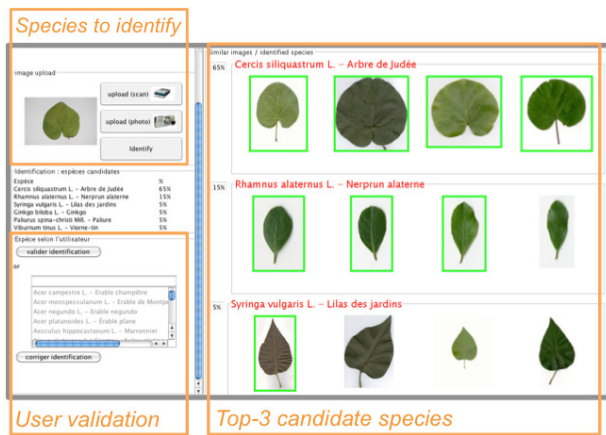 Species to identify
image upload
upload (scan)
upload (photo)
Identify
Identification : espèces candidates
Espèce %
Cercis siliquastrum L. – Arbre de Judée 65%
Rhamnus alaternus L. – Nerprun alaterne 15%
Syringa vulgaris L. – Lilas des jardins 5%
Ginkgo biloba L. – Ginkgo 5%
Paliurus spina-christi Mill. – Paliure 5%
Viburnum tinus L. – Viorne-tin 5%
Espèce selon l'utilisateur
valider identification
or
Acer campestre L. – Erable champêtre
Acer monspessulanum L. – Erable de Montpe
Acer negundo L. – Erable negundo
Acer platanoides L. – Erable plane
Aesculus hippocastanum L. – Marronnier
corriger identification
User validation
similar images / identified species
65% Cercis siliquastrum L. – Arbre de Judée
15% Rhamnus alaternus L. – Nerprun alaterne
5% Syringa vulgaris L. – Lilas des jardins
Top-3 candidate species